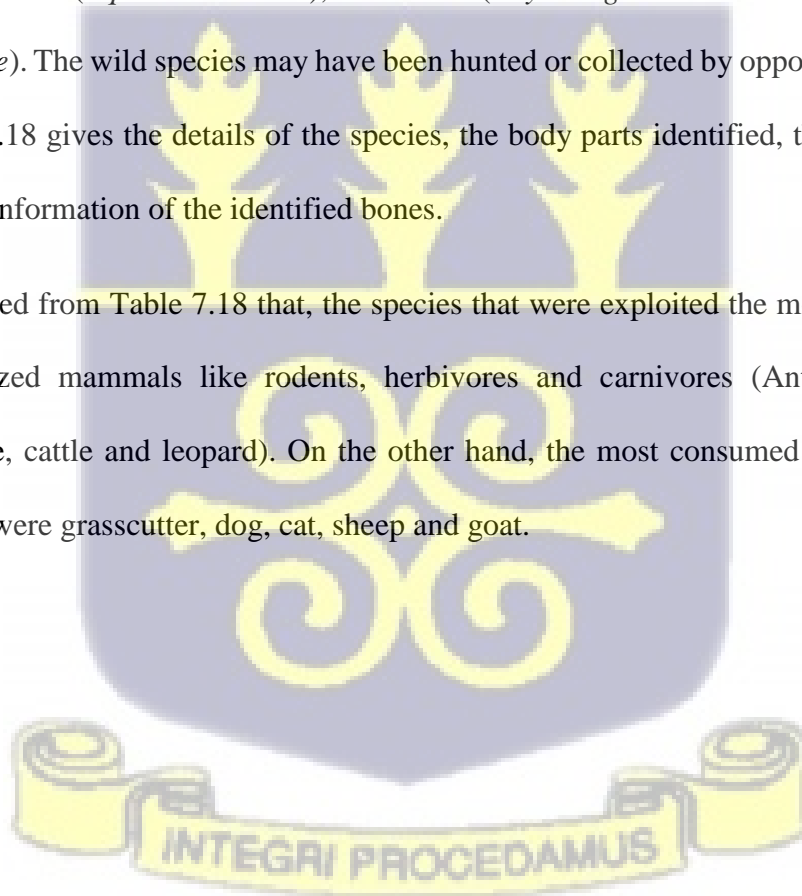 e). The wild species may have been hunted or collected by oppo
.18 gives the details of the species, the body parts identified, t
nformation of the identified bones.
ed from Table 7.18 that, the species that were exploited the m
zed mammals like rodents, herbivores and carnivores (An
e, cattle and leopard). On the other hand, the most consumed
were grasscutter, dog, cat, sheep and goat.
INTEGRI PROCEDAMUS